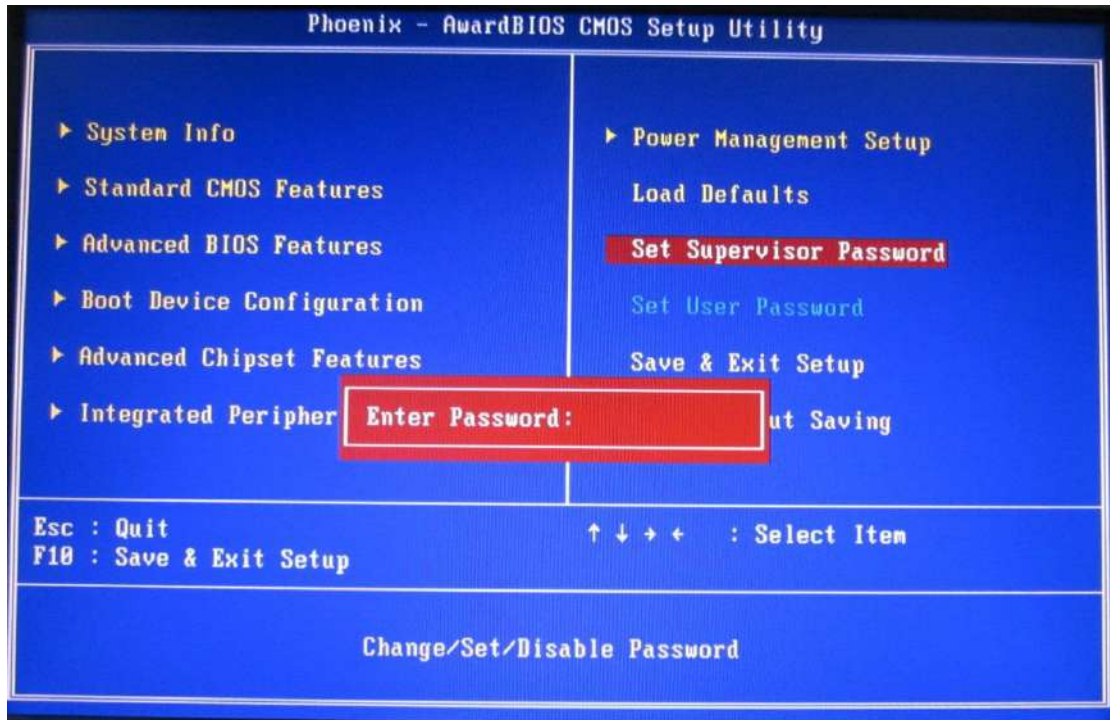 Phoenix - AwardBIOS CMOS Setup Utility
System Info
Standard CMOS Features
Advanced BIOS Features
Boot Device Configuration
Advanced Chipset Features
Integrated Peripher
Power Management Setup
Load Defaults
Set Supervisor Password
Set User Password
Save & Exit Setup
ut Saving
Enter Password:
Esc : Quit
F10 : Save & Exit Setup
↑ ↓ → ← : Select Item
Change/Set/Disable Password